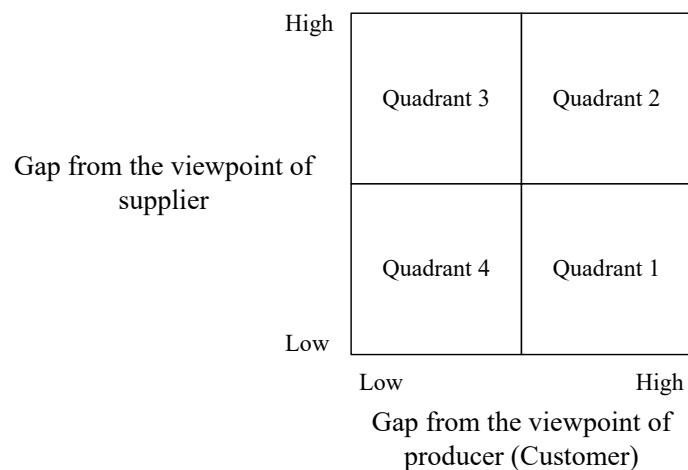 High
Quadrant 3
Quadrant 2
Gap from the viewpoint of
supplier
Quadrant 4
Quadrant 1
Low
Low
High
Gap from the viewpoint of
producer (Customer)